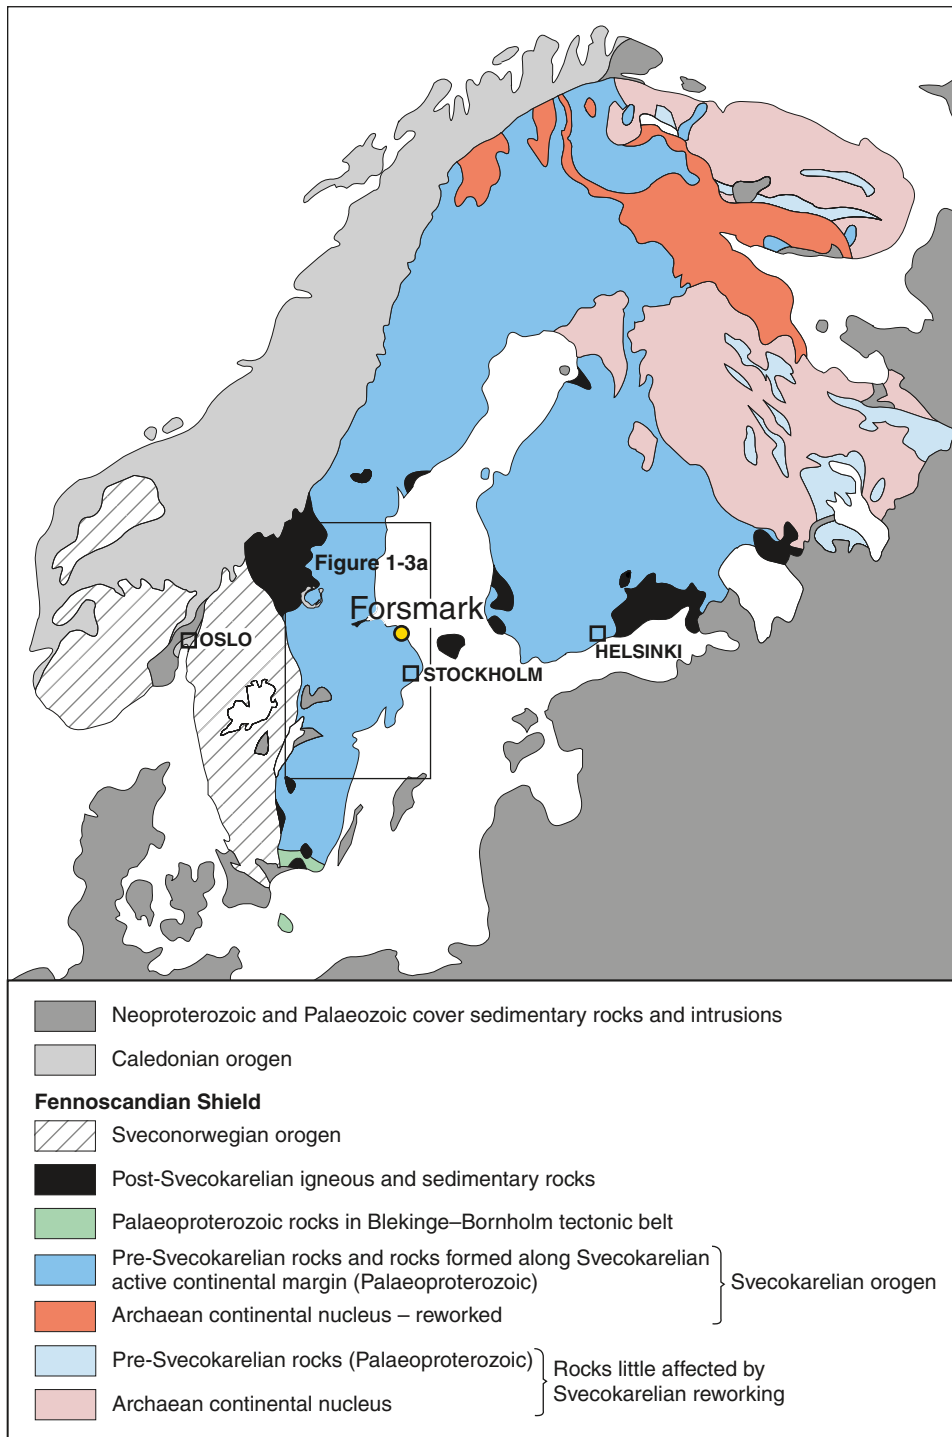 Figure 1-3a
Forsmark
OSLO
HELSINKI
STOCKHOLM
Neoproterozoic and Palaeozoic cover sedimentary rocks and intrusions
Caledonian orogen
Fennoscandian Shield
Sveconorwegian orogen
Post-Svecokarelian igneous and sedimentary rocks
Palaeoproterozoic rocks in Blekinge–Bornholm tectonic belt
Pre-Svecokarelian rocks and rocks formed along Svecokarelian
active continental margin (Palaeoproterozoic)
Svecokarelian orogen
Archaean continental nucleus – reworked
Pre-Svecokarelian rocks (Palaeoproterozoic)
Rocks little affected by
Svecokarelian reworking
Archaean continental nucleus